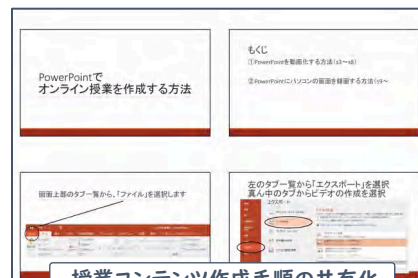 PowerPointで
オンライン授業を作成する方法
もくじ
①PowerPointを動画化する方法（s3〜s8）
②PowerPointにパソコンの画面を録画する方法（s9〜
画面上部のタブ一覧から、「ファイル」を選択します
左のタブ一覧から「エクスポート」を選択
真ん中のタブからビデオの作成を選択
エクスポート
授業コンテンツ作成手順の共有化